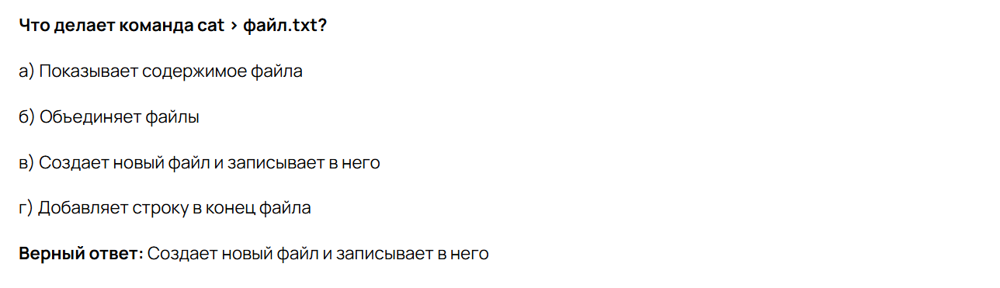 Что делает команда cat > файл.txt?
а) Показывает содержимое файла
б) Объединяет файлы
в) Создает новый файл и записывает в него
г) Добавляет строку в конец файла
Верный ответ: Создает новый файл и записывает в него